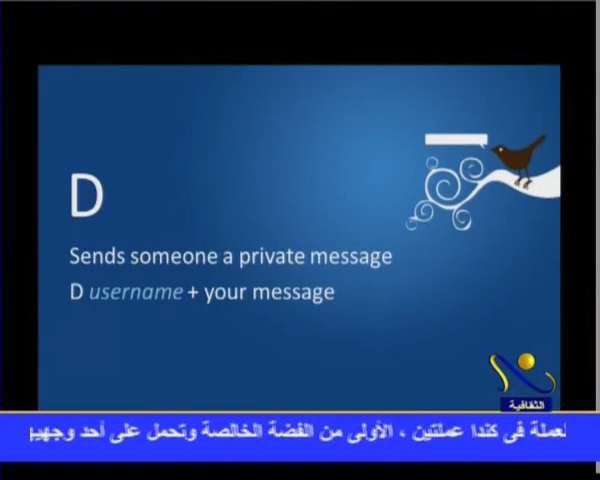 D
Sends someone a private message
D username + your message
الثقافية
لعملة فى كندا عملتين ، الأولى من الفضة الخالصة وتحمل على أحد وجهيه